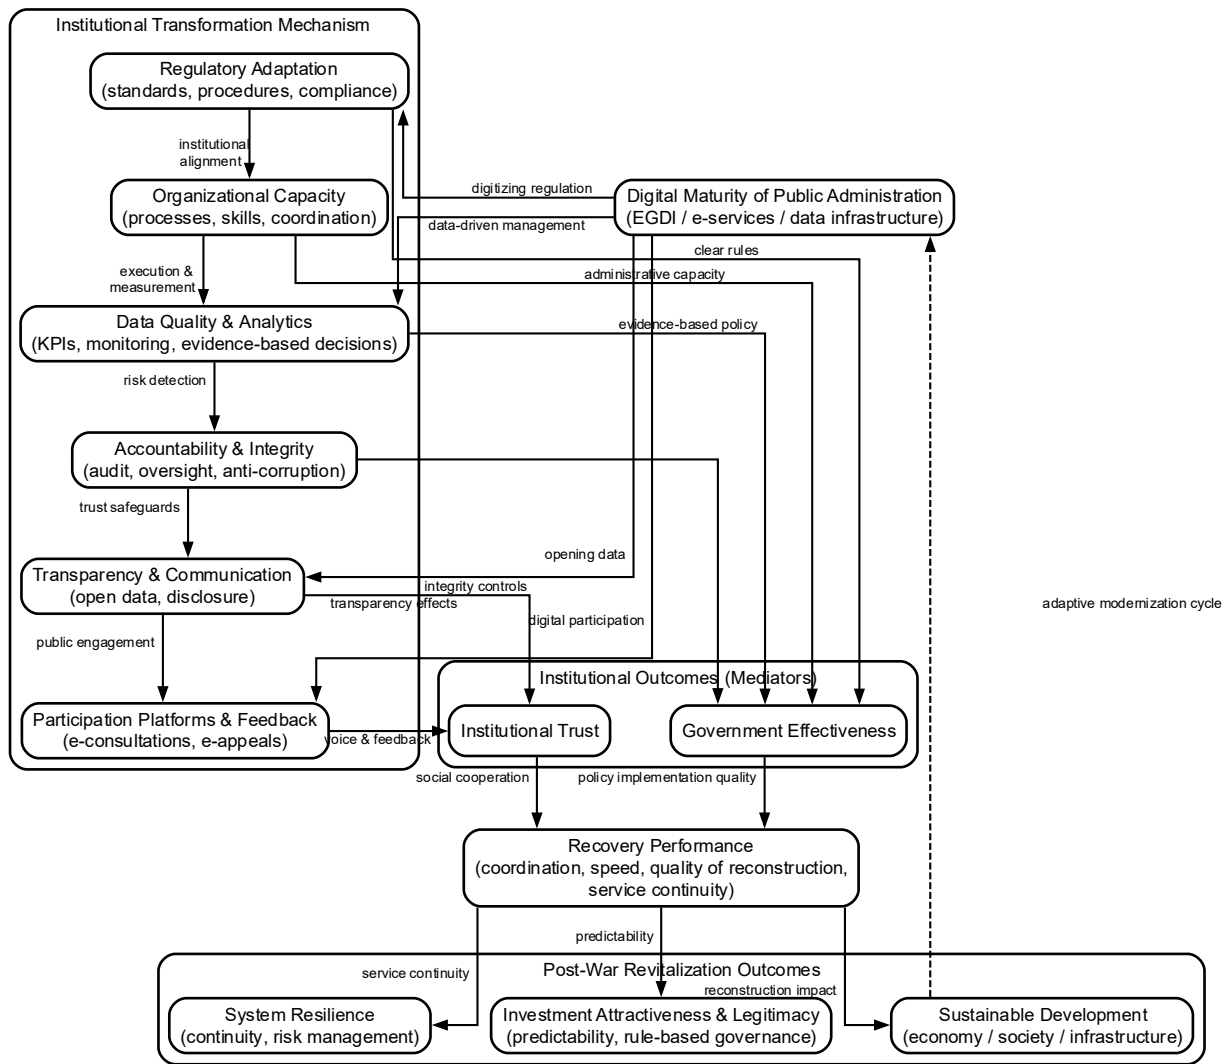 Institutional Transformation Mechanism
Regulatory Adaptation
(standards, procedures, compliance)
institutional
alignment
Organizational Capacity
(processes, skills, coordination)
digitizing regulation
Digital Maturity of Public Administration
(EGDI / e-services / data infrastructure)
data-driven management
clear rules
execution &
measurement
administrative capacity
Data Quality & Analytics
(KPIs, monitoring, evidence-based decisions)
evidence-based policy
risk detection
Accountability & Integrity
(audit, oversight, anti-corruption)
trust safeguards
opening data
Transparency & Communication
(open data, disclosure)
integrity controls
transparency effects
adaptive modernization cycle
digital participation
public engagement
Institutional Outcomes (Mediators)
Participation Platforms & Feedback
(e-consultations, e-appeals)
voice & feedback
Institutional Trust
Government Effectiveness
social cooperation
policy implementation quality
Recovery Performance
(coordination, speed, quality of reconstruction,
service continuity)
predictability
service continuity
Post-War Revitalization Outcomes
reconstruction impact
System Resilience
(continuity, risk management)
Investment Attractiveness & Legitimacy
(predictability, rule-based governance)
Sustainable Development
(economy / society / infrastructure)